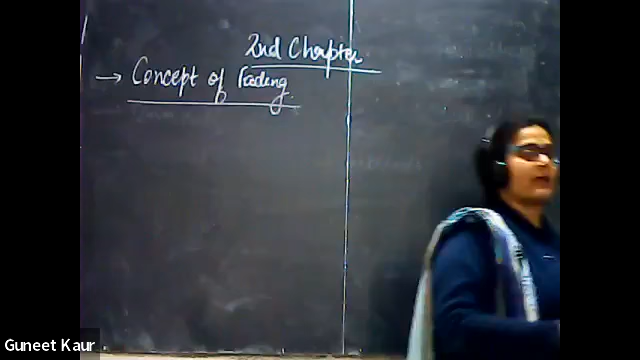 2nd Chapter
→ Concept of Fading
Guneet Kaur